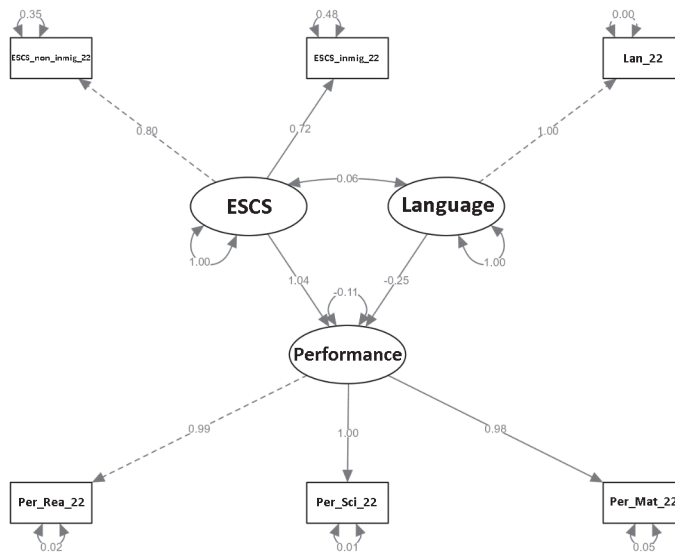 0.35
0.48
0.00
ESCS_non_inmig_22
ESCS_inmig_22
Lan_22
0.80
0.72
1.00
0.06
ESCS
Language
1.00
1.00
1.04
-0.11
-0.25
Performance
0.99
1.00
0.98
Per_Rea_22
Per_Sci_22
Per_Mat_22
0.02
0.01
0.05